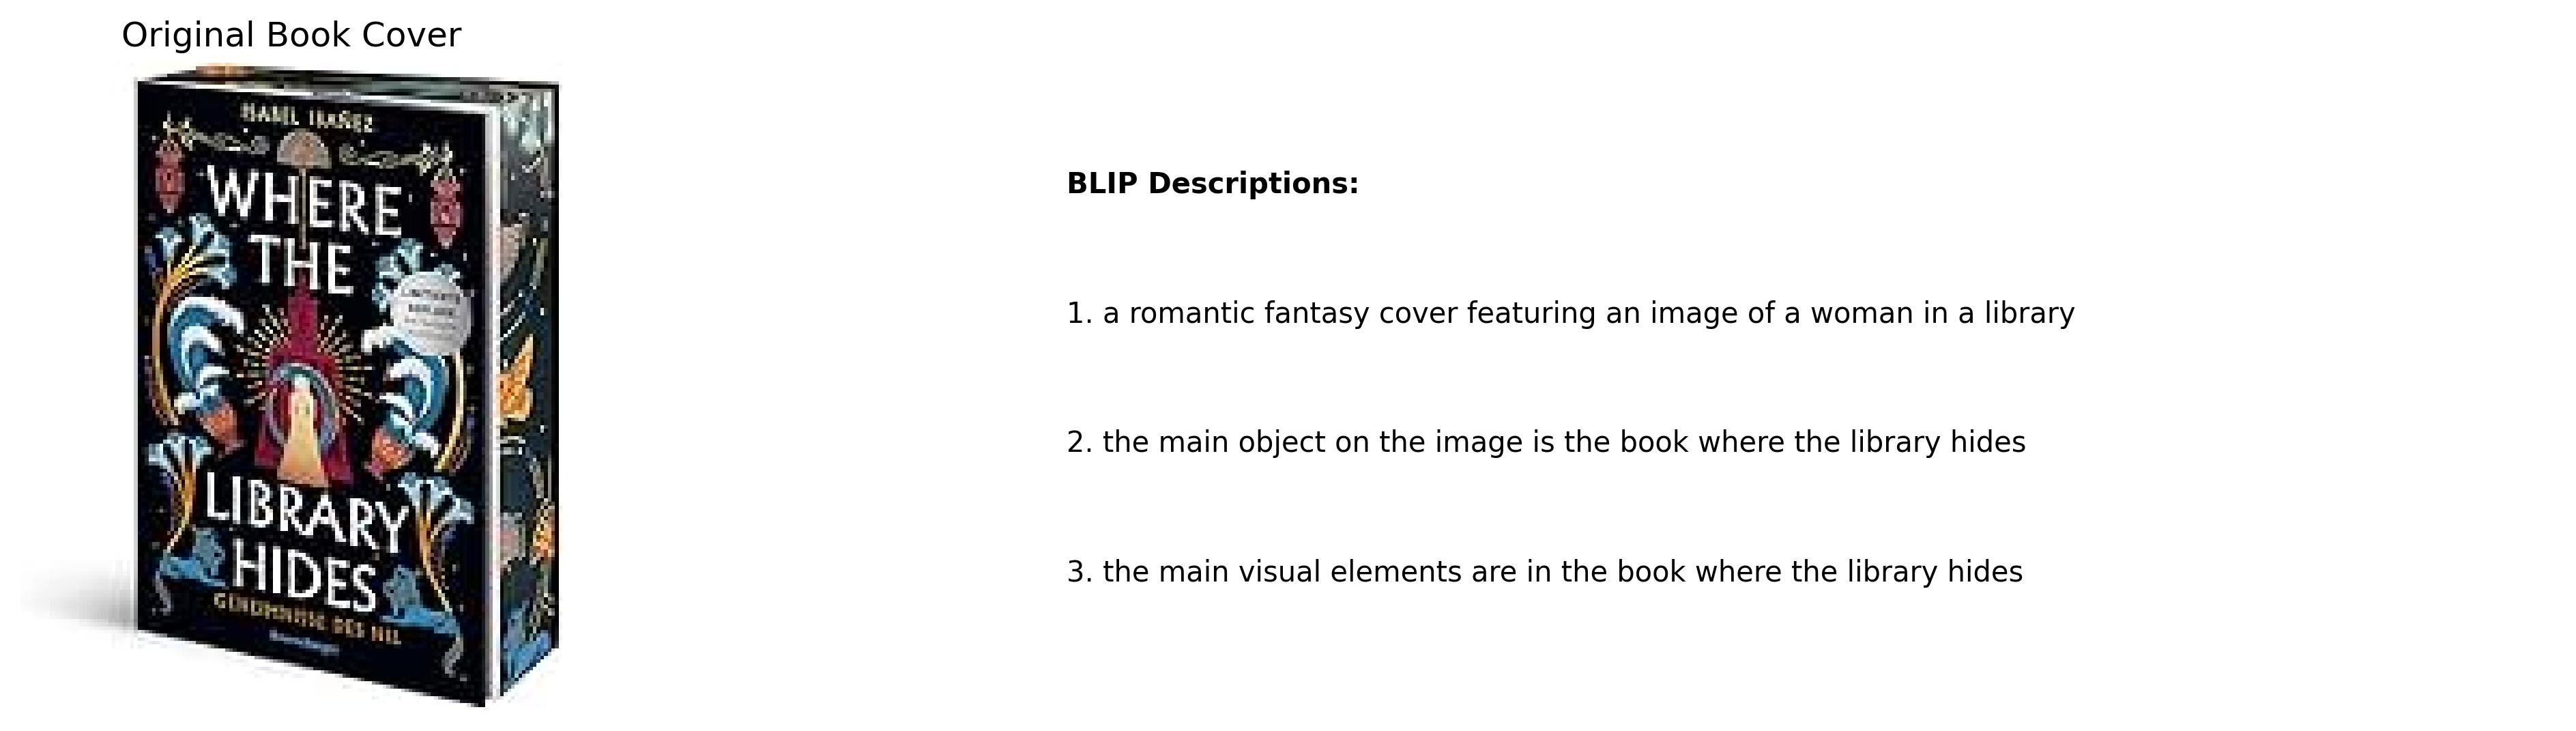 Original Book Cover
ISABEL IBAÑEZ
WHERE
THE
LIBRARY
HIDES
GEHEIMNISSE DES NIL
BLIP Descriptions:
1. a romantic fantasy cover featuring an image of a woman in a library
2. the main object on the image is the book where the library hides
3. the main visual elements are in the book where the library hides